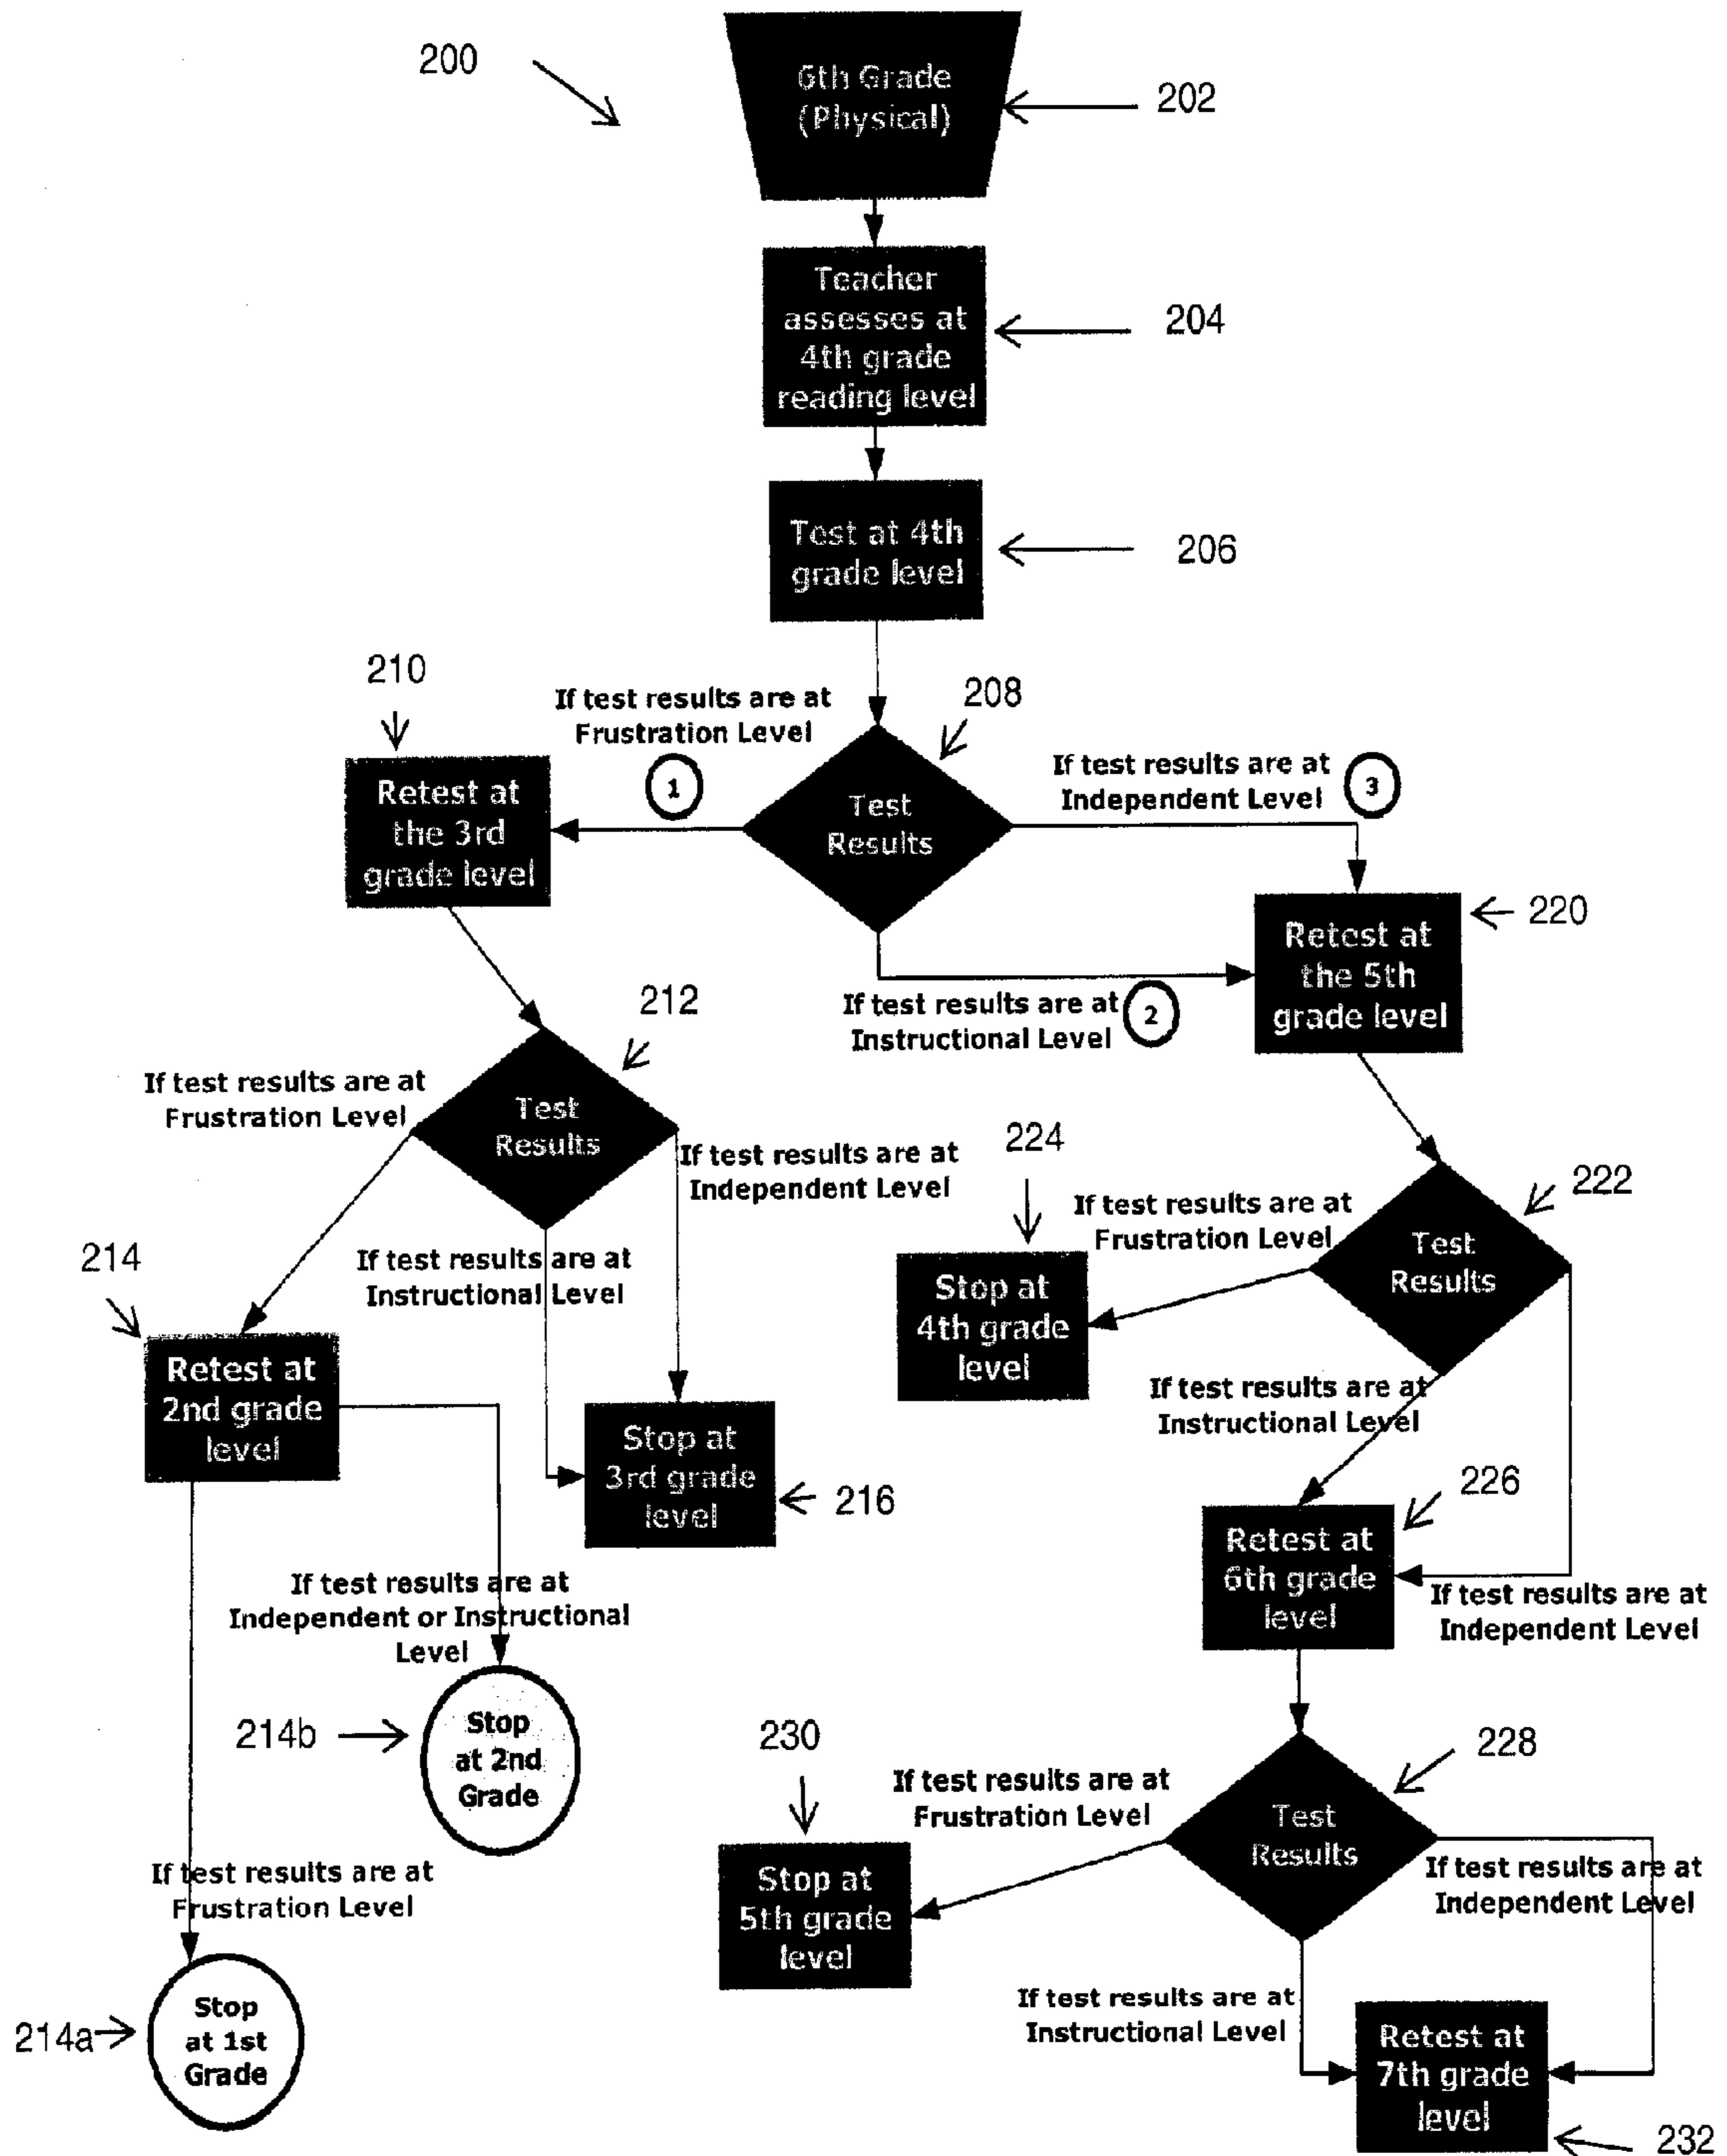 200
6th Grade
(Physical)
202
Teacher
assesses at
4th grade
reading level
204
Test at 4th
grade level
206
210
If test results are at
Frustration Level
1
208
Test
Results
If test results are at
Independent Level
3
Retest at
the 3rd
grade level
220
Retest at
the 5th
grade level
If test results are at
Instructional Level
2
212
If test results are at
Frustration Level
Test
Results
If test results are at
Independent Level
If test results are at
Instructional Level
224
222
If test results are at
Frustration Level
Test
Results
Stop at
4th grade
level
214
Retest at
2nd grade
level
Stop at
3rd grade
level
216
If test results are at
Instructional Level
226
Retest at
6th grade
level
If test results are at
Independent Level
If test results are at
Independent or Instructional
Level
214b
Stop
at 2nd
Grade
230
228
If test results are at
Frustration Level
Test
Results
If test results are at
Independent Level
Stop at
5th grade
level
If test results are at
Frustration Level
214a
Stop
at 1st
Grade
If test results are at
Instructional Level
Retest at
7th grade
level
232